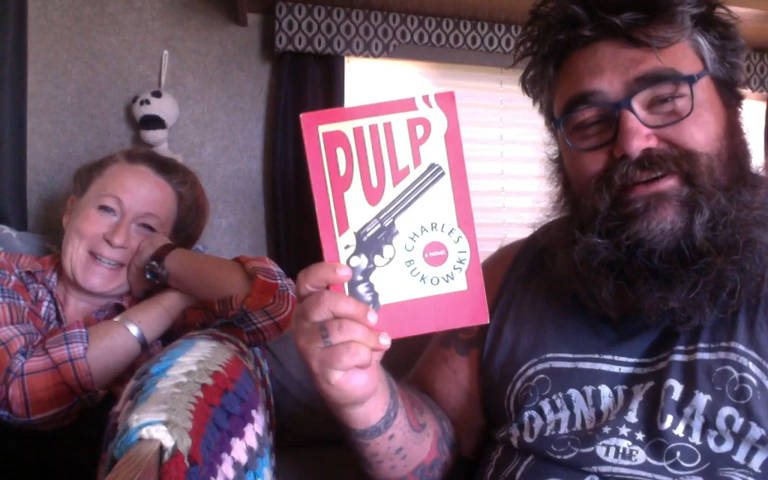 PULP
CHARLES
A NOVEL
BUKOWSKI
JOHNNY CASH
THE